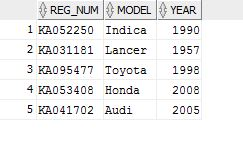 REG_NUM MODEL YEAR
1 KA052250 Indica 1990
2 KA031181 Lancer 1957
3 KA095477 Toyota 1998
4 KA053408 Honda 2008
5 KA041702 Audi 2005